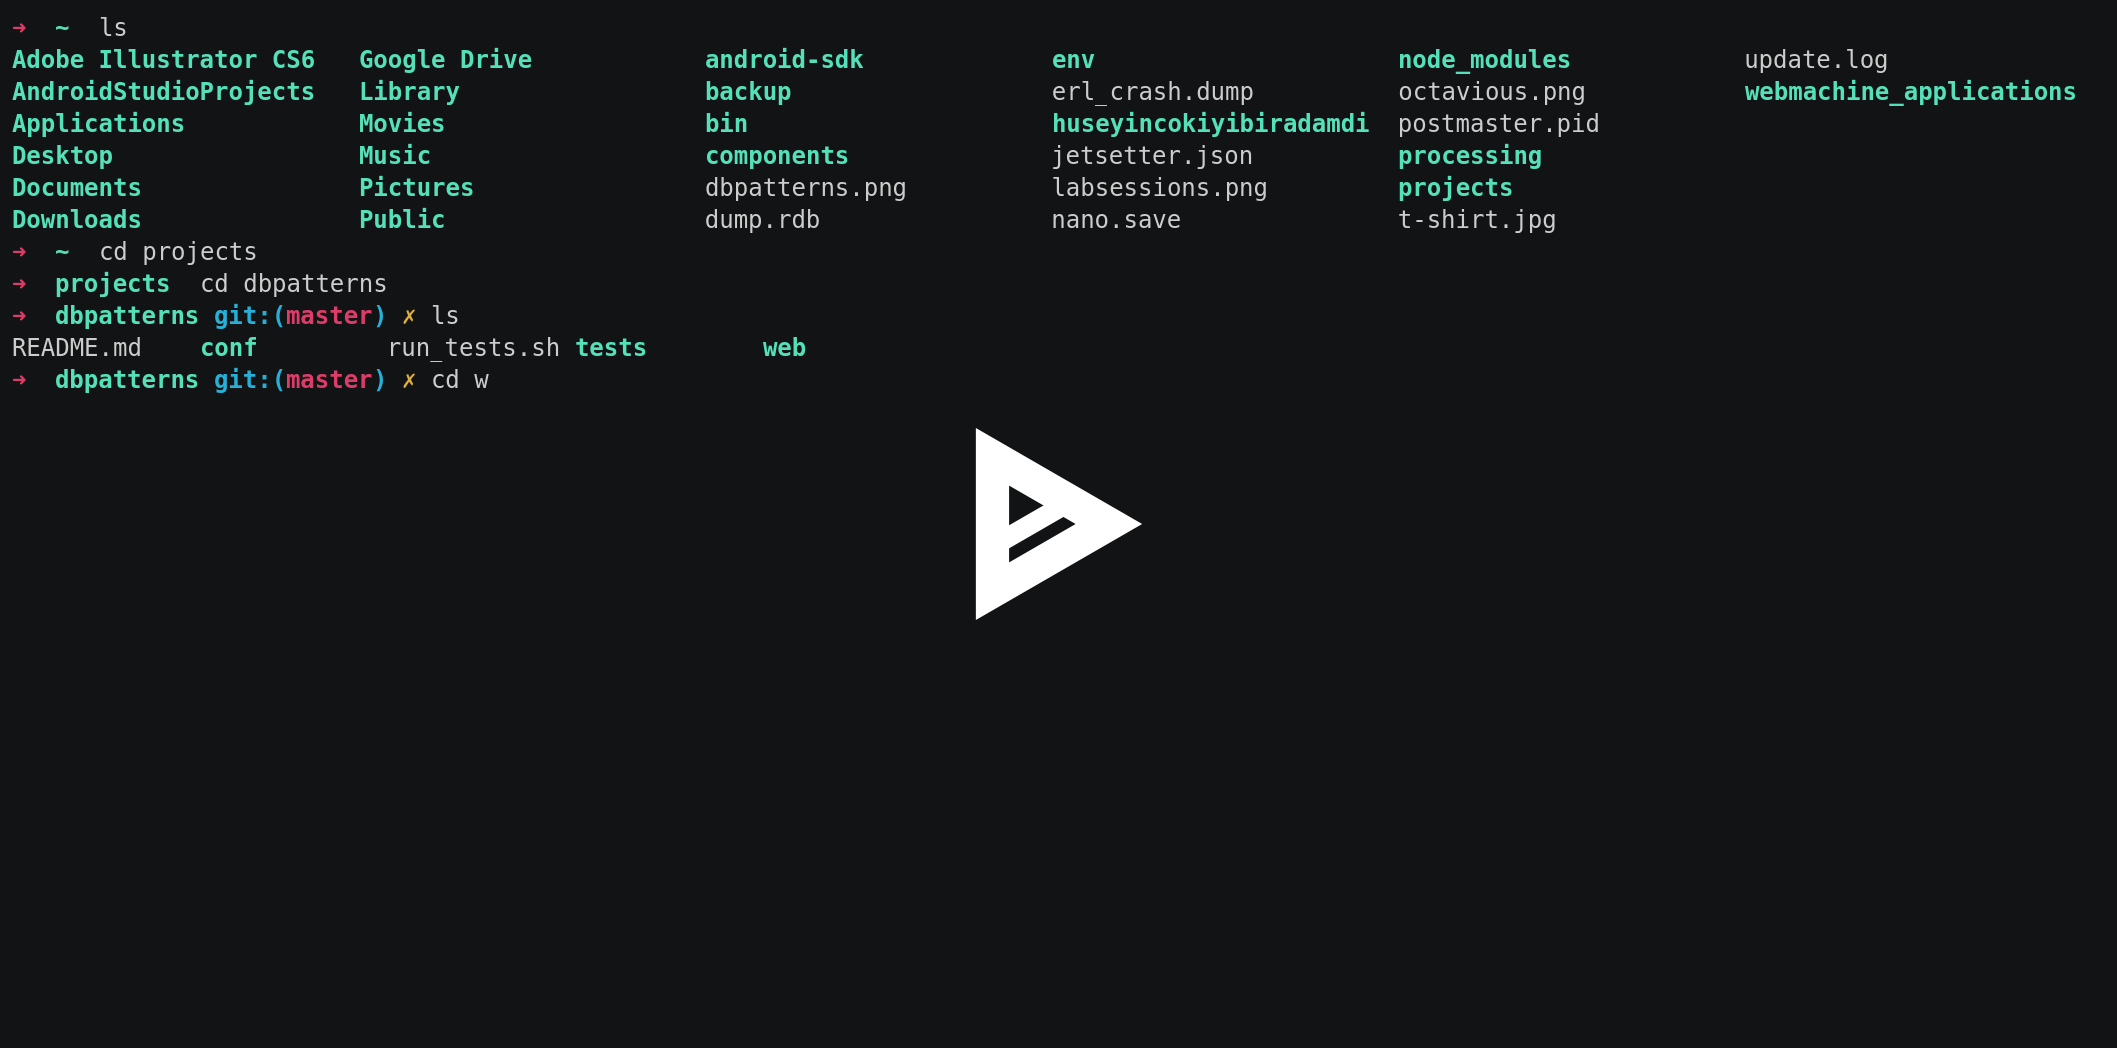 ➜  ~  ls
Adobe Illustrator CS6   Google Drive            android-sdk             env                     node_modules            update.log
AndroidStudioProjects   Library                 backup                  erl_crash.dump          octavious.png           webmachine_applications
Applications            Movies                  bin                     huseyincokiyibiradamdi  postmaster.pid
Desktop                 Music                   components              jetsetter.json          processing
Documents               Pictures                dbpatterns.png          labsessions.png         projects
Downloads               Public                  dump.rdb                nano.save               t-shirt.jpg
➜  ~  cd projects
➜  projects  cd dbpatterns
➜  dbpatterns git:(master) ✗ ls
README.md    conf         run_tests.sh tests        web
➜  dbpatterns git:(master) ✗ cd w